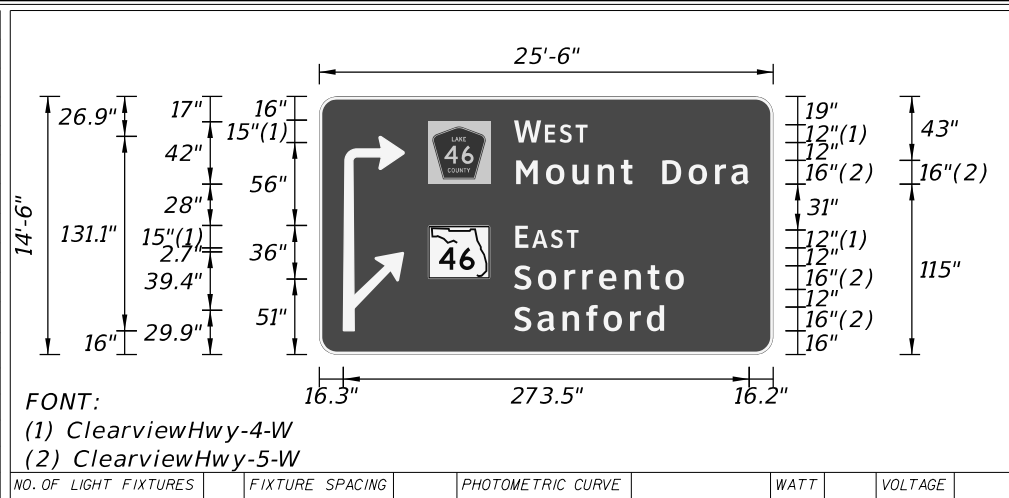 25'-6"
14'-6"
26.9"
131.1"
16"
17"
42"
28"
15"(1)
2.7"
39.4"
29.9"
16"
15"(1)
56"
36"
51"
LAKE
46
COUNTY
WEST
Mount Dora
46
EAST
Sorrento
Sanford
19"
12"(1)
12"
16"(2)
31"
12"(1)
12"
16"(2)
12"
16"(2)
16"
43"
16"(2)
115"
16.3" 273.5" 16.2"
FONT:
(1) ClearviewHwy-4-W
(2) ClearviewHwy-5-W
NO. OF LIGHT FIXTURES FIXTURE SPACING PHOTOMETRIC CURVE WATT VOLTAGE